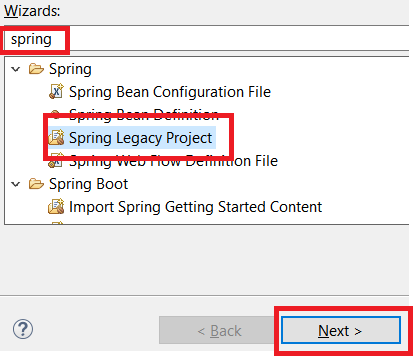 Wizards:
spring
Spring
Spring Bean Configuration File
Spring Bean Definition
Spring Legacy Project
Spring Web Flow Definition File
Spring Boot
Import Spring Getting Started Content
?
< Back
Next >